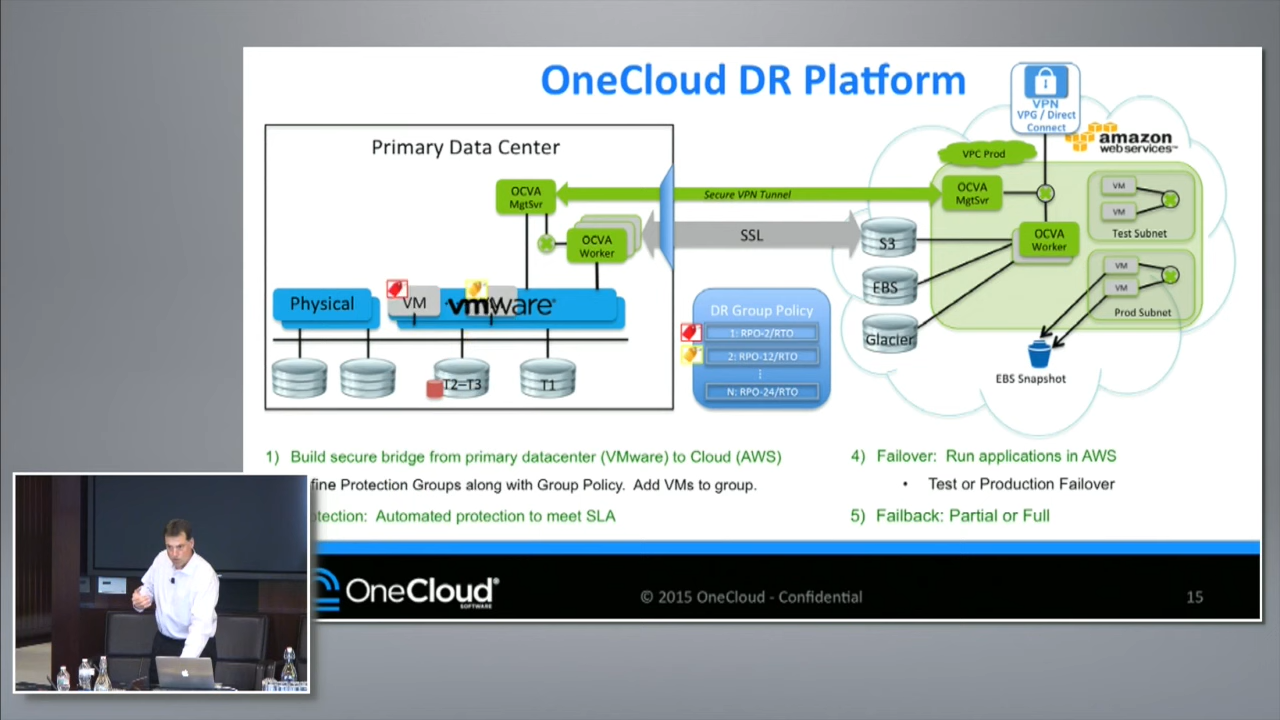 OneCloud DR Platform
VPN
VPG / Direct
Connect
amazon
web services™
Primary Data Center
VPC Prod
OCVA
MgtSvr
Secure VPN Tunnel
OCVA
MgtSvr
VM
VM
Test Subnet
OCVA
Worker
SSL
S3
OCVA
Worker
EBS
VM
VM
Prod Subnet
Physical
VM
vmware®
DR Group Policy
1: RPO-2/RTO
2: RPO-12/RTO
⋮
N: RPO-24/RTO
Glacier
EBS Snapshot
T2=T3
T1
1) Build secure bridge from primary datacenter (VMware) to Cloud (AWS)
fine Protection Groups along with Group Policy. Add VMs to group.
tection: Automated protection to meet SLA
4) Failover: Run applications in AWS
• Test or Production Failover
5) Failback: Partial or Full
OneCloud®
SOFTWARE
© 2015 OneCloud - Confidential
15